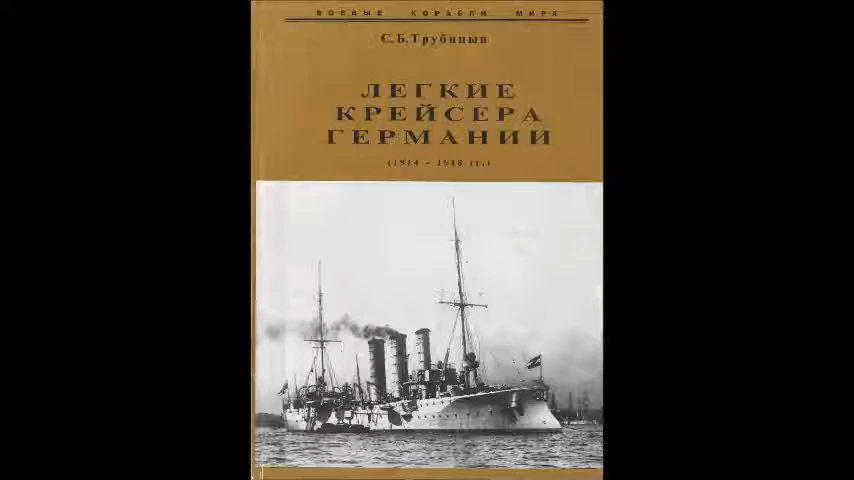 БОЕВЫЕ КОРАБЛИ МИРА
С.Б.Трубицын
ЛЕГКИЕ
КРЕЙСЕРА
ГЕРМАНИИ
(1914 - 1918 гг.)